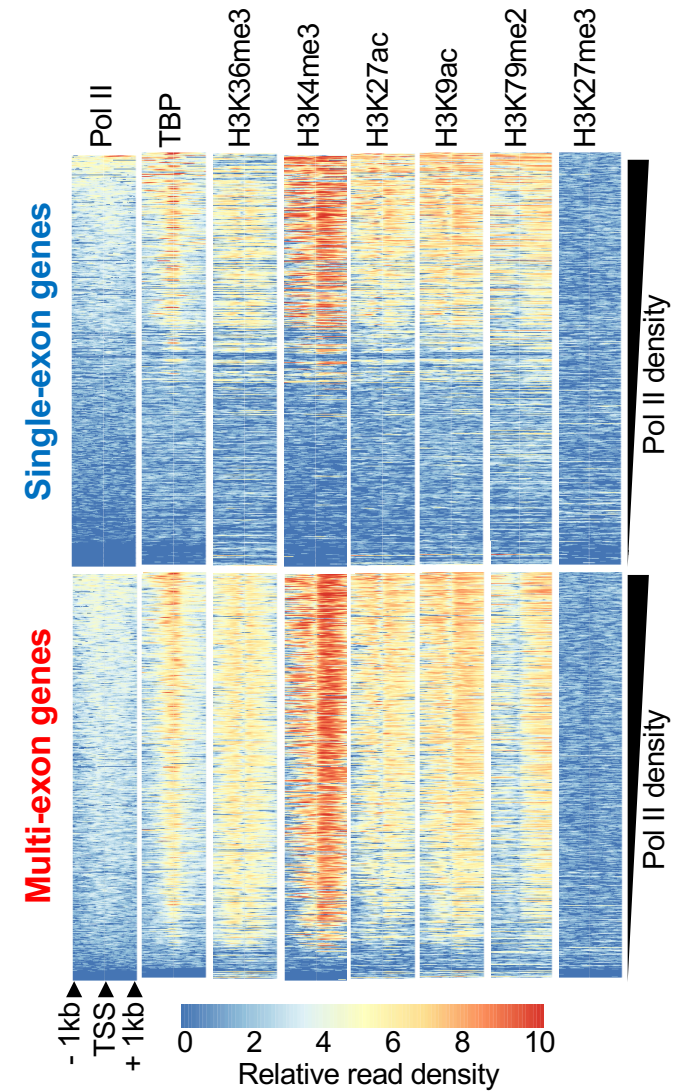 Pol II
TBP
H3K36me3
H3K4me3
H3K27ac
H3K9ac
H3K79me2
H3K27me3
Single-exon genes
Pol II density
Multi-exon genes
Pol II density
- 1kb
TSS
+ 1kb
0 2 4 6 8 10
Relative read density